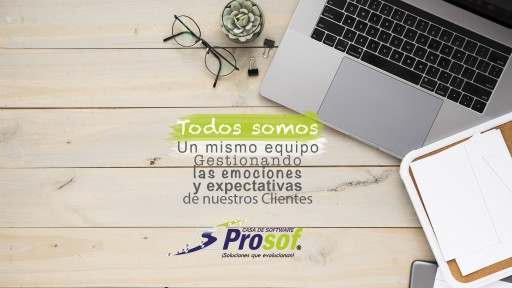 Todos somos
Un mismo equipo
Gestionando
las emociones
y expectativas
de nuestros Clientes
CASA DE SOFTWARE
Prosof®
¡Soluciones que evolucionan!